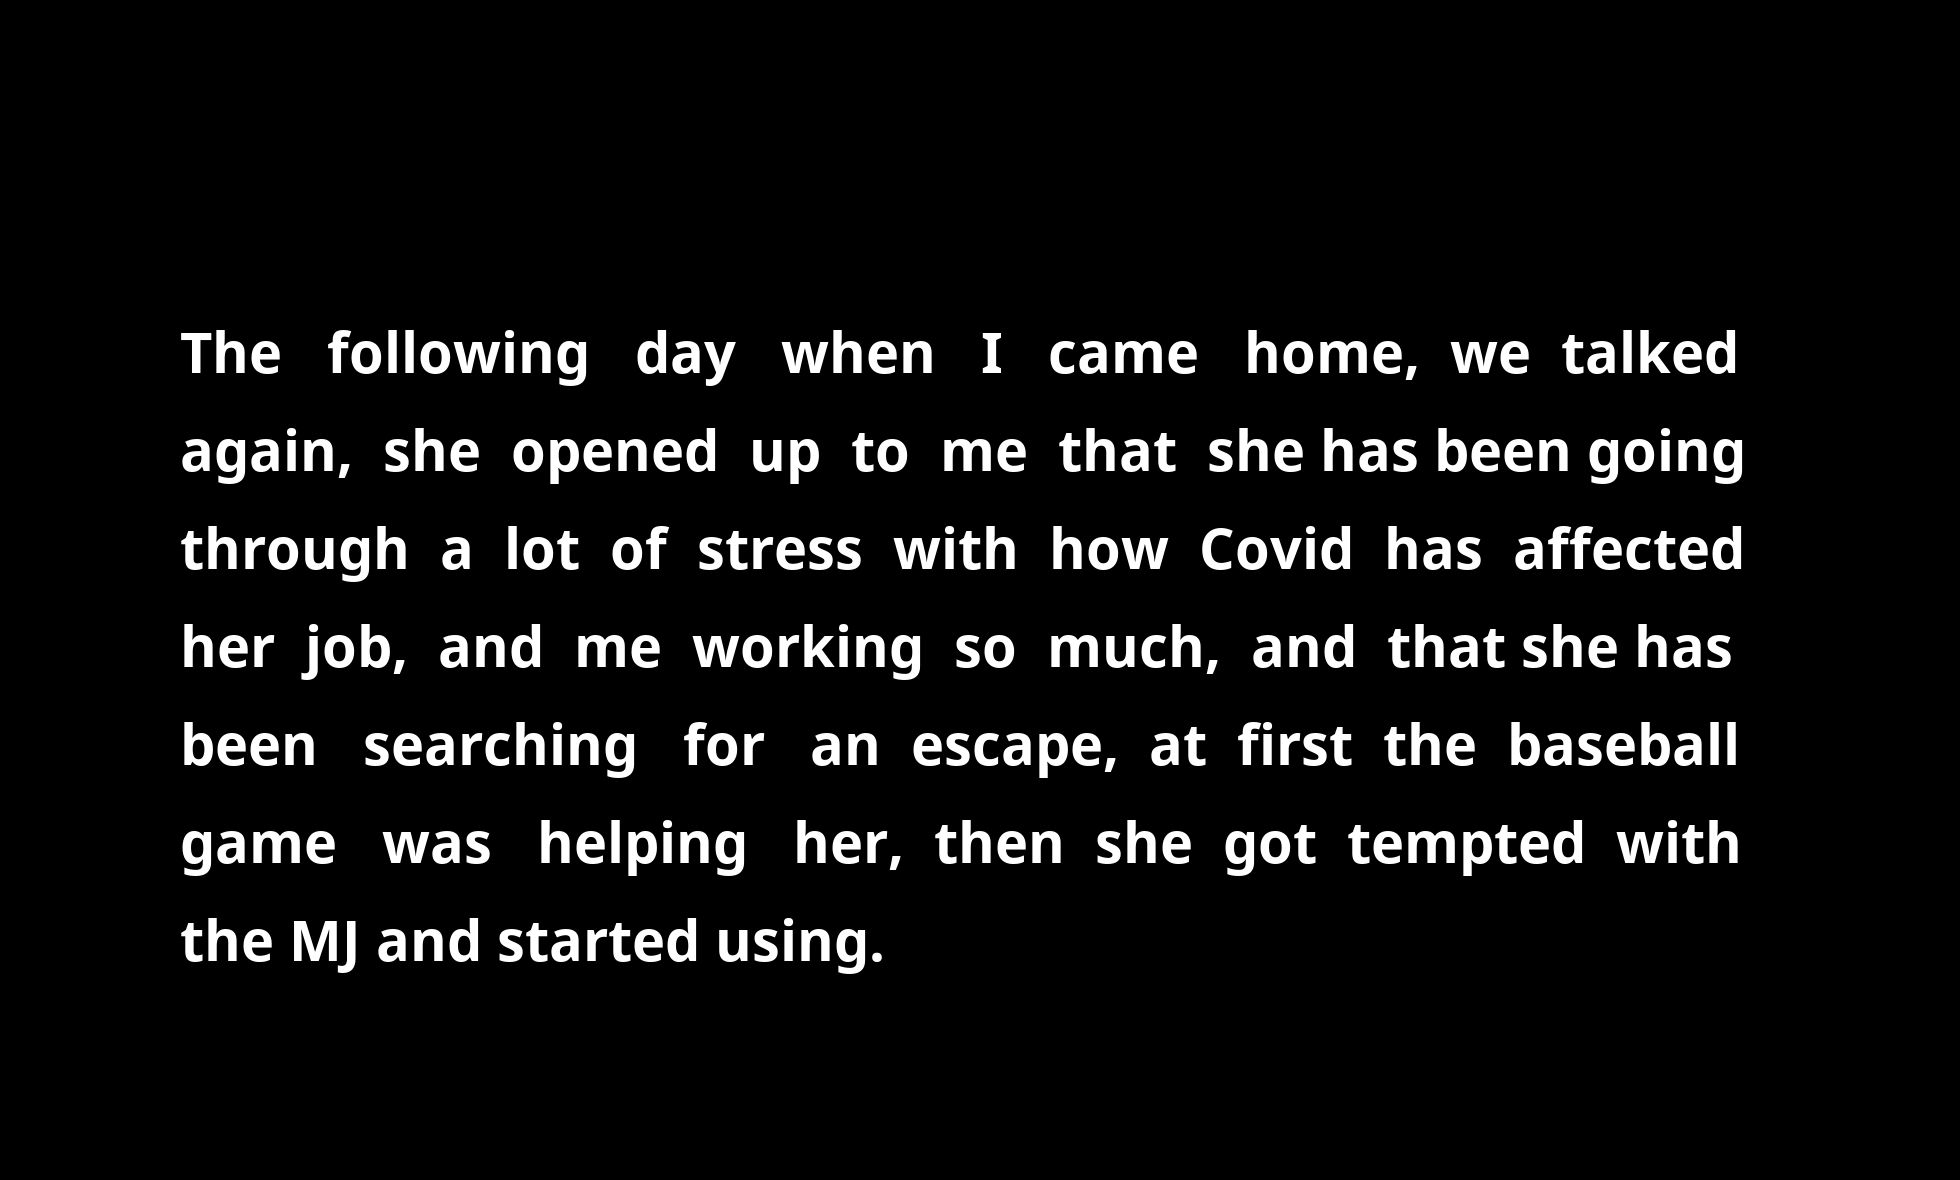 The following day when I came home, we talked
again, she opened up to me that she has been going
through a lot of stress with how Covid has affected
her job, and me working so much, and that she has
been searching for an escape, at first the baseball
game was helping her, then she got tempted with
the MJ and started using.